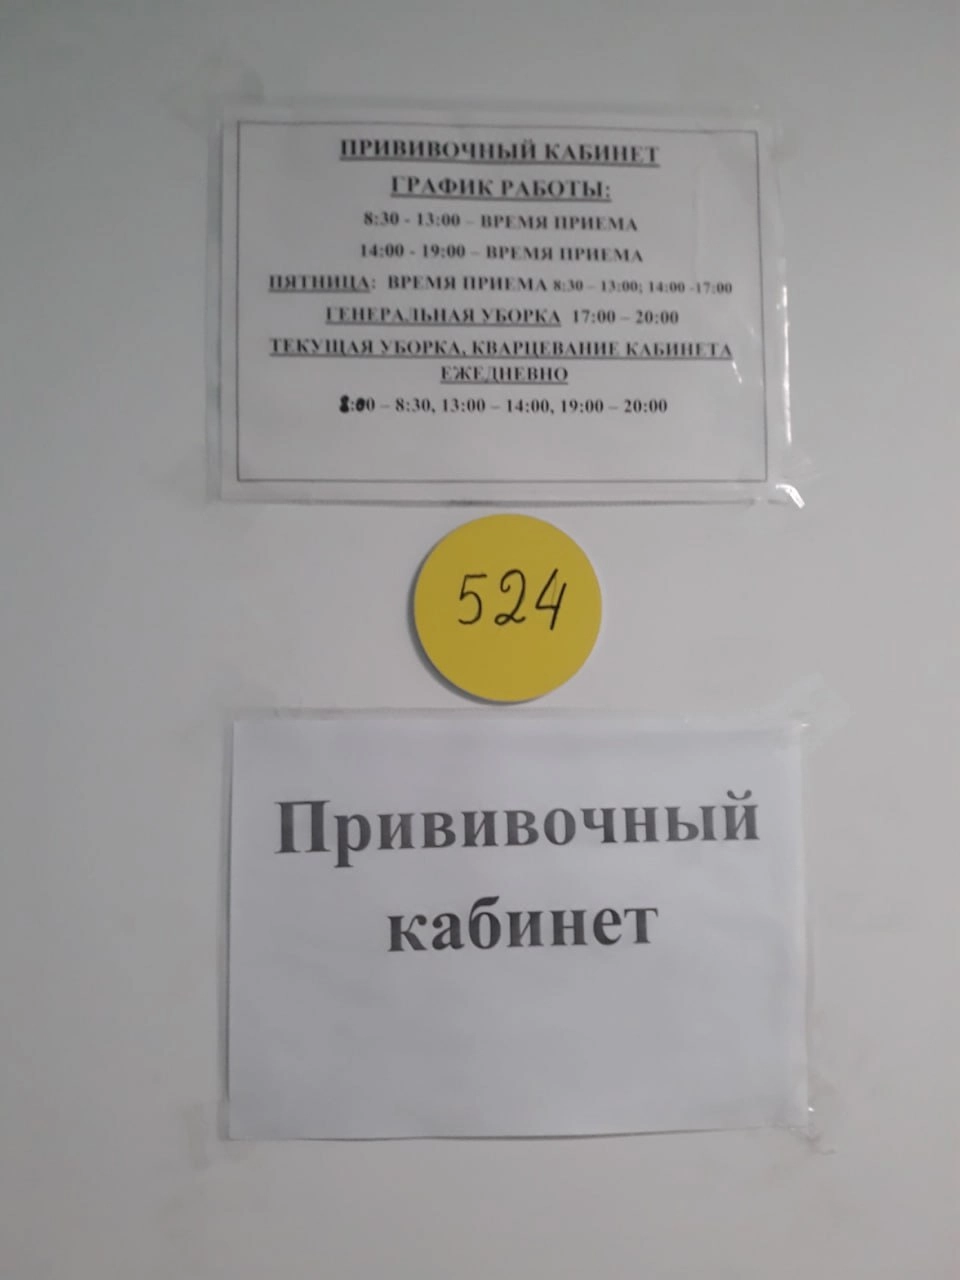 ПРИВИВОЧНЫЙ КАБИНЕТ
ГРАФИК РАБОТЫ:
8:30 - 13:00 – ВРЕМЯ ПРИЕМА
14:00 - 19:00 – ВРЕМЯ ПРИЕМА
ПЯТНИЦА: ВРЕМЯ ПРИЕМА 8:30 – 13:00; 14:00 -17:00
ГЕНЕРАЛЬНАЯ УБОРКА 17:00 – 20:00
ТЕКУЩАЯ УБОРКА, КВАРЦЕВАНИЕ КАБИНЕТА
ЕЖЕДНЕВНО
8:00 – 8:30, 13:00 – 14:00, 19:00 – 20:00
524
Прививочный
кабинет